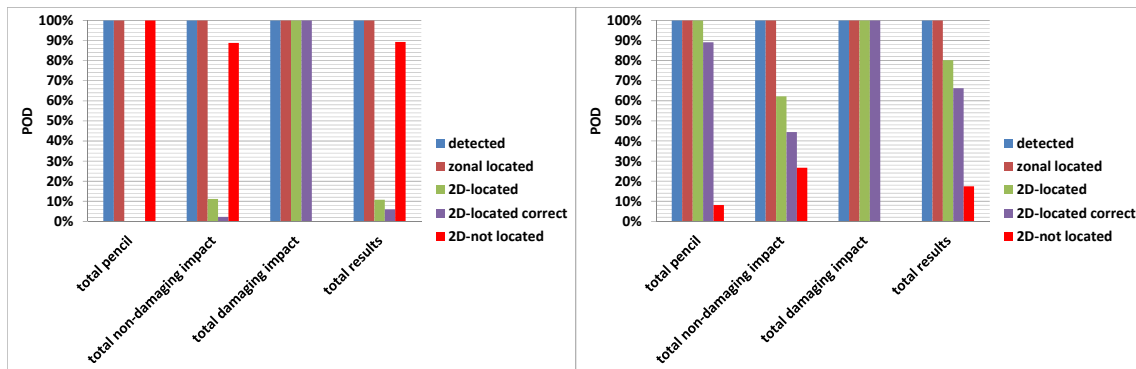 100%
90%
80%
70%
60%
50%
40%
30%
20%
10%
0%
POD
total pencil
total non-damaging impact
total damaging impact
total results
detected
zonal located
2D-located
2D-located correct
2D-not located
100%
90%
80%
70%
60%
50%
40%
30%
20%
10%
0%
POD
total pencil
total non-damaging impact
total damaging impact
total results
detected
zonal located
2D-located
2D-located correct
2D-not located